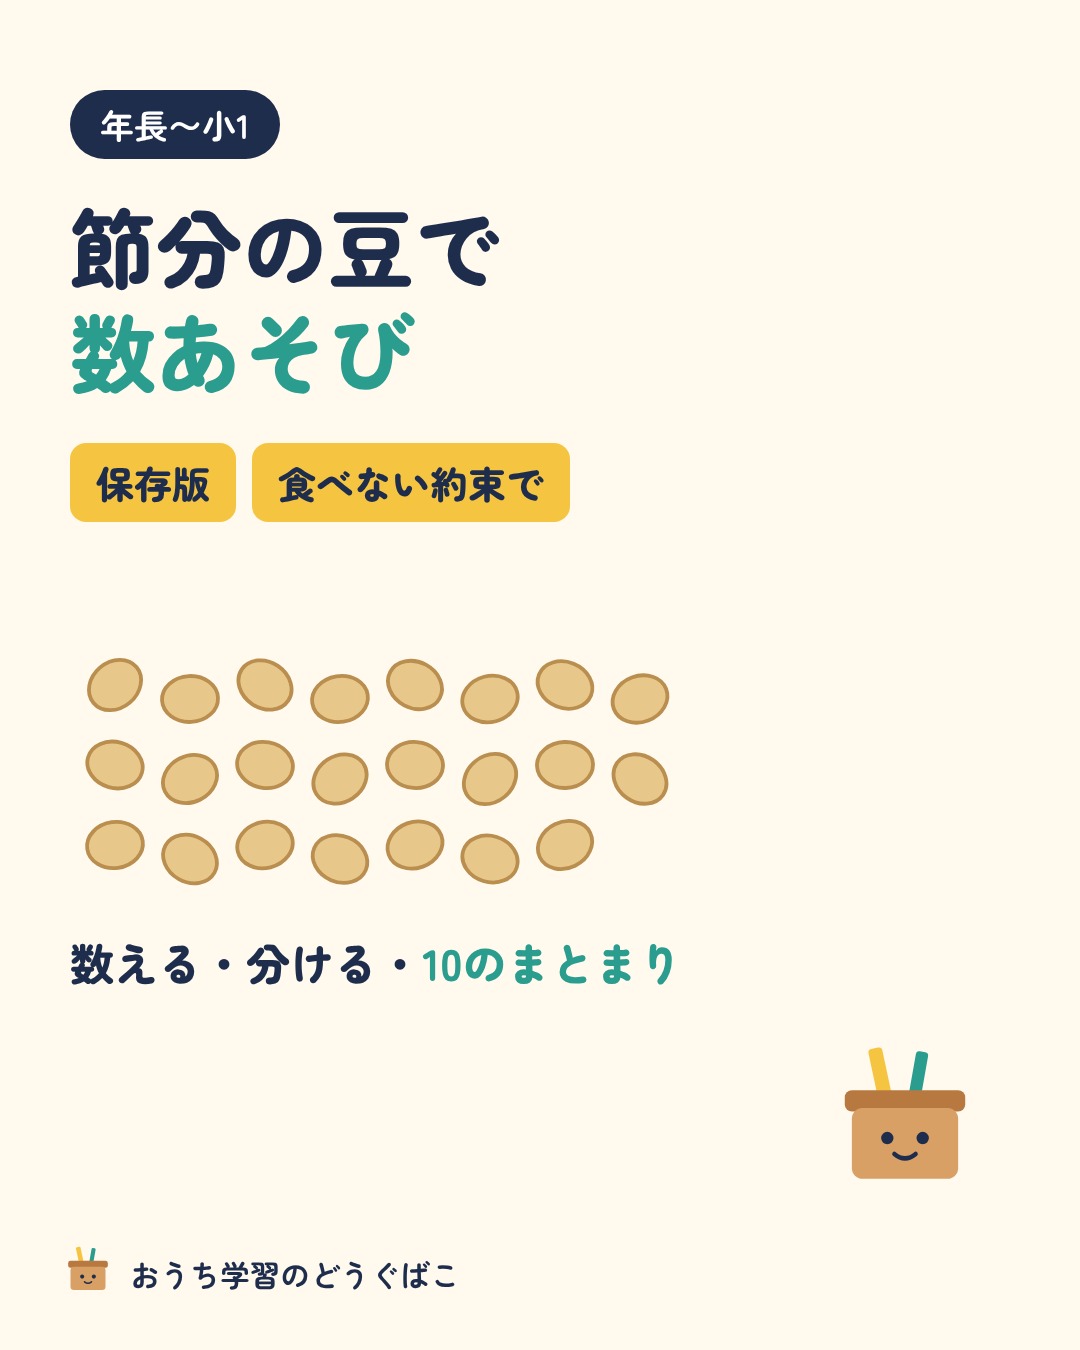 年長〜小1
節分の豆で
数あそび
保存版 食べない約束で
数える・分ける・10のまとまり
おうち学習のどうぐばこ